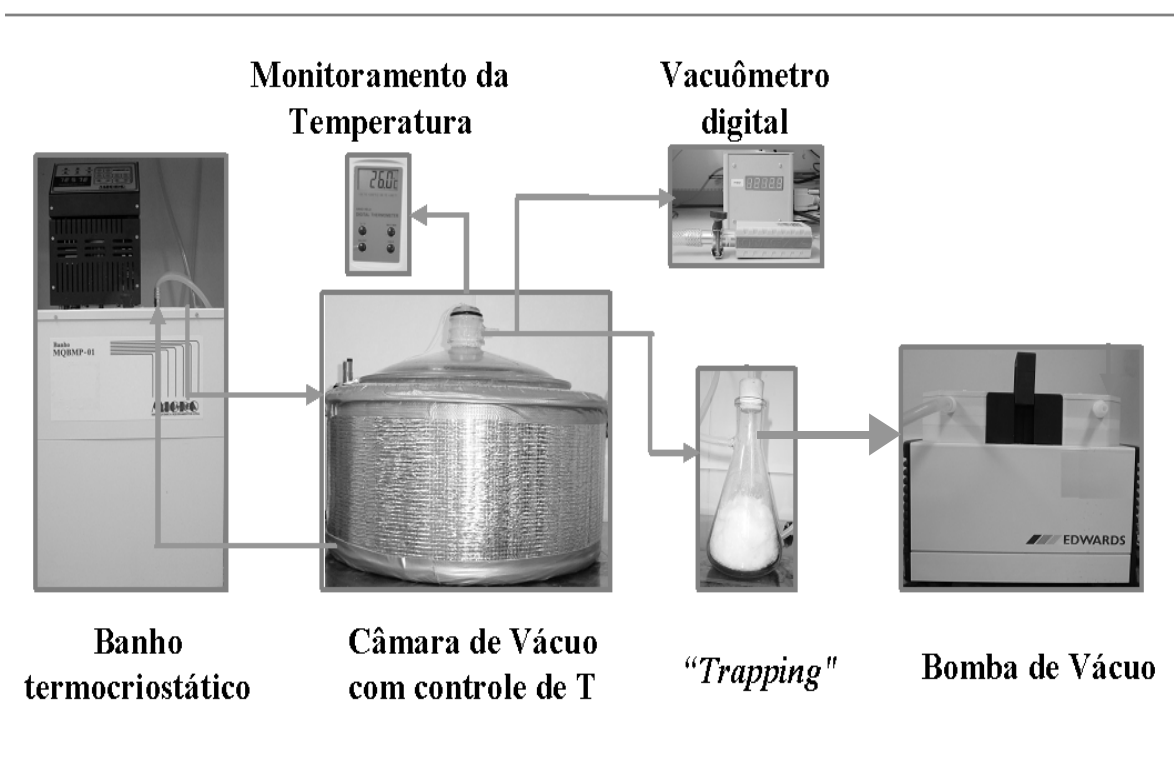 Monitoramento da
Temperatura
Vacuômetro
digital
26.0c
Banho
MQBMP-01
EDWARDS
Banho
termocriostático
Câmara de Vácuo
com controle de T
“Trapping"
Bomba de Vácuo